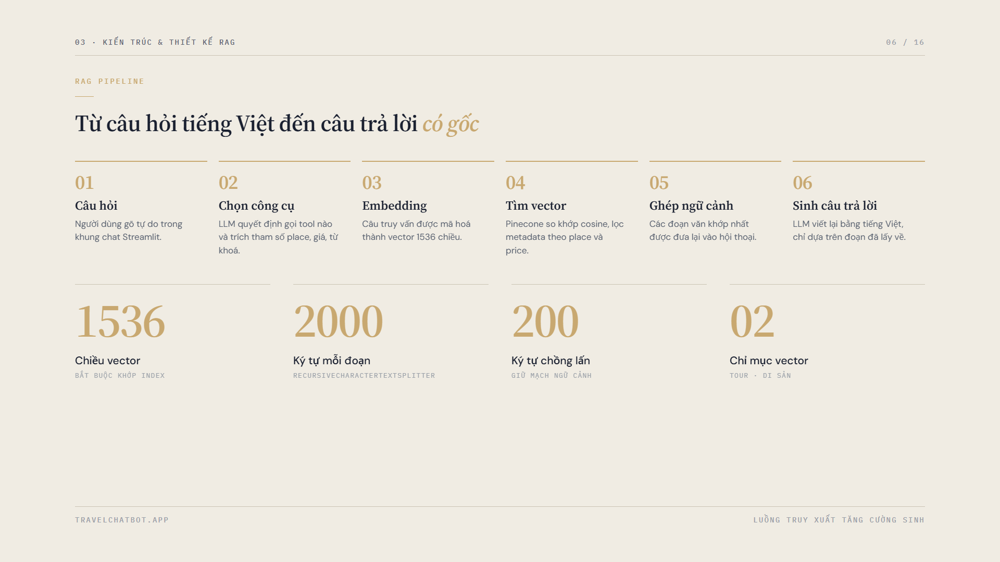 03 · KIẾN TRÚC & THIẾT KẾ RAG
06 / 16
RAG PIPELINE
Từ câu hỏi tiếng Việt đến câu trả lời có gốc
01
Câu hỏi
Người dùng gõ tự do trong
khung chat Streamlit.
02
Chọn công cụ
LLM quyết định gọi tool nào
và trích tham số place, giá, từ
khoá.
03
Embedding
Câu truy vấn được mã hoá
thành vector 1536 chiều.
04
Tìm vector
Pinecone so khớp cosine, lọc
metadata theo place và
price.
05
Ghép ngữ cảnh
Các đoạn văn khớp nhất
được đưa lại vào hội thoại.
06
Sinh câu trả lời
LLM viết lại bằng tiếng Việt,
chỉ dựa trên đoạn đã lấy về.
1536
Chiều vector
BẮT BUỘC KHỚP INDEX
2000
Ký tự mỗi đoạn
RECURSIVECHARACTERTEXTSPLITTER
200
Ký tự chồng lấn
GIỮ MẠCH NGỮ CẢNH
02
Chỉ mục vector
TOUR · DI SẢN
TRAVELCHATBOT.APP
LUỒNG TRUY XUẤT TĂNG CƯỜNG SINH